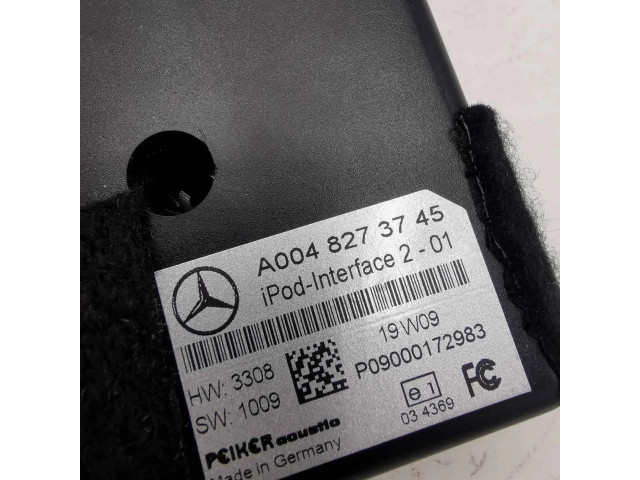 A004 827 37 45
iPod-Interface 2 - 01
19W09
HW: 3308
P09000172983
SW: 1009
e1
FC
03 4369
PEIKER acustic
Made in Germany